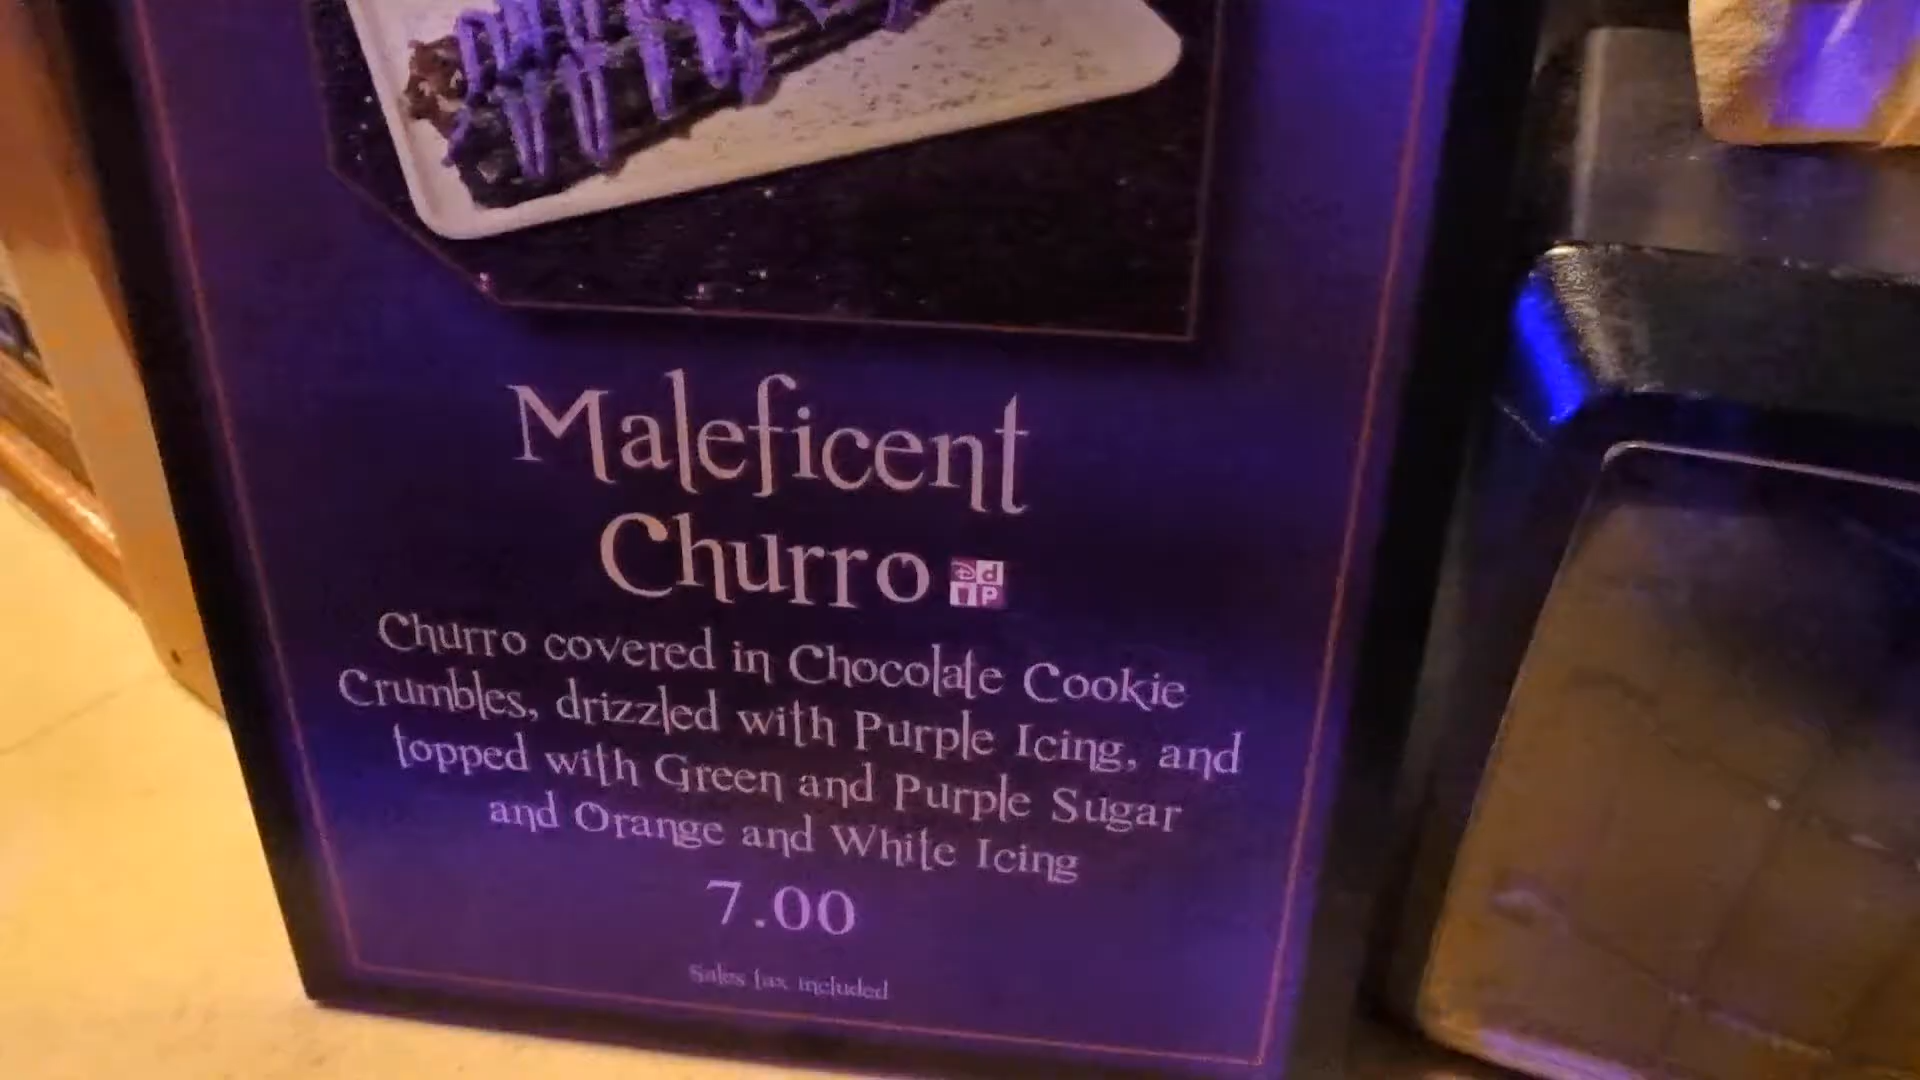 Maleficent
Churro
D d
P
Churro covered in Chocolate Cookie
Crumbles, drizzled with Purple Icing, and
topped with Green and Purple Sugar
and Orange and White Icing
7.00
Sales tax included